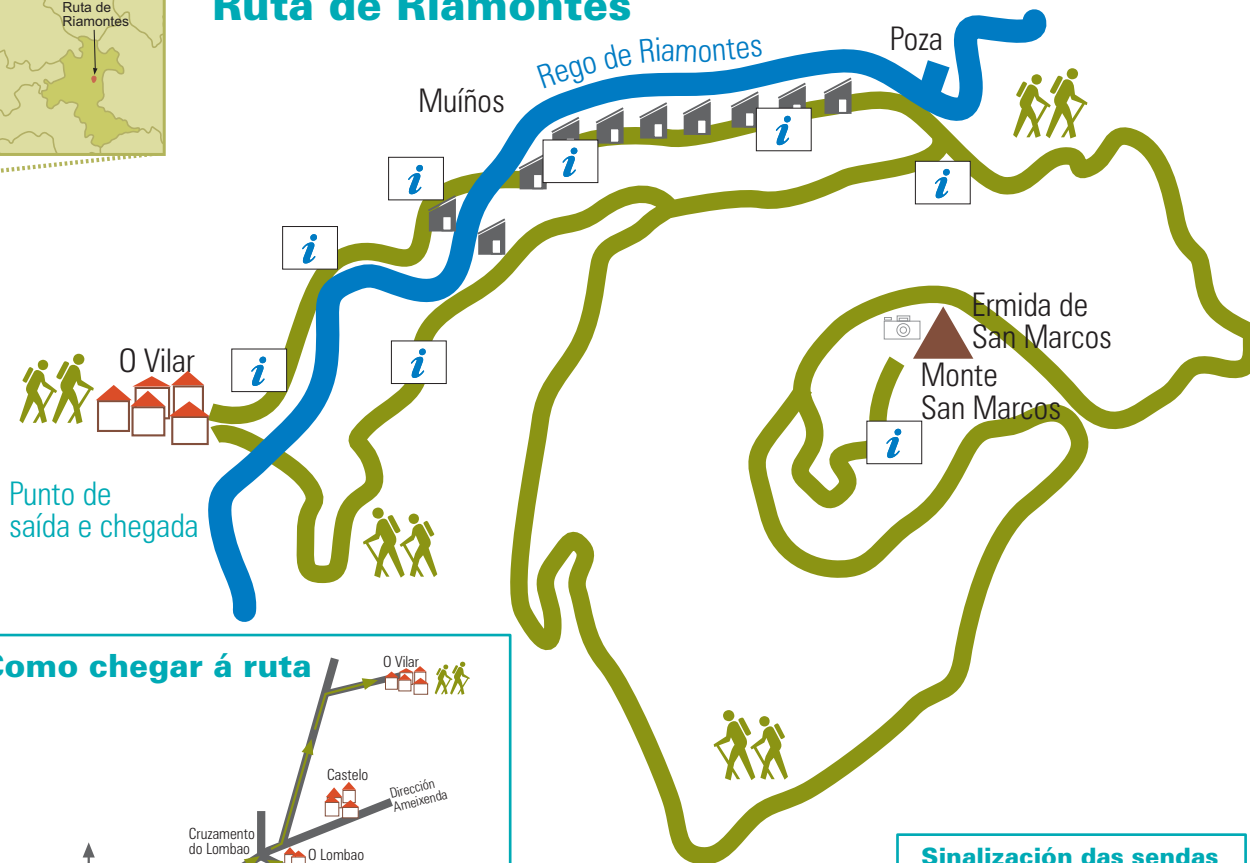 Ruta de
Riamontes
Ruta de Riamontes
Rego de Riamontes
Poza
Muíños
i
i
i
i
i
i
i
i
O Vilar
Ermida de
San Marcos
Monte
San Marcos
Punto de
saída e chegada
Como chegar á ruta
O Vilar
Castelo
Dirección
Ameixenda
Cruzamento
do Lombao
O Lombao
Sinalización das sendas